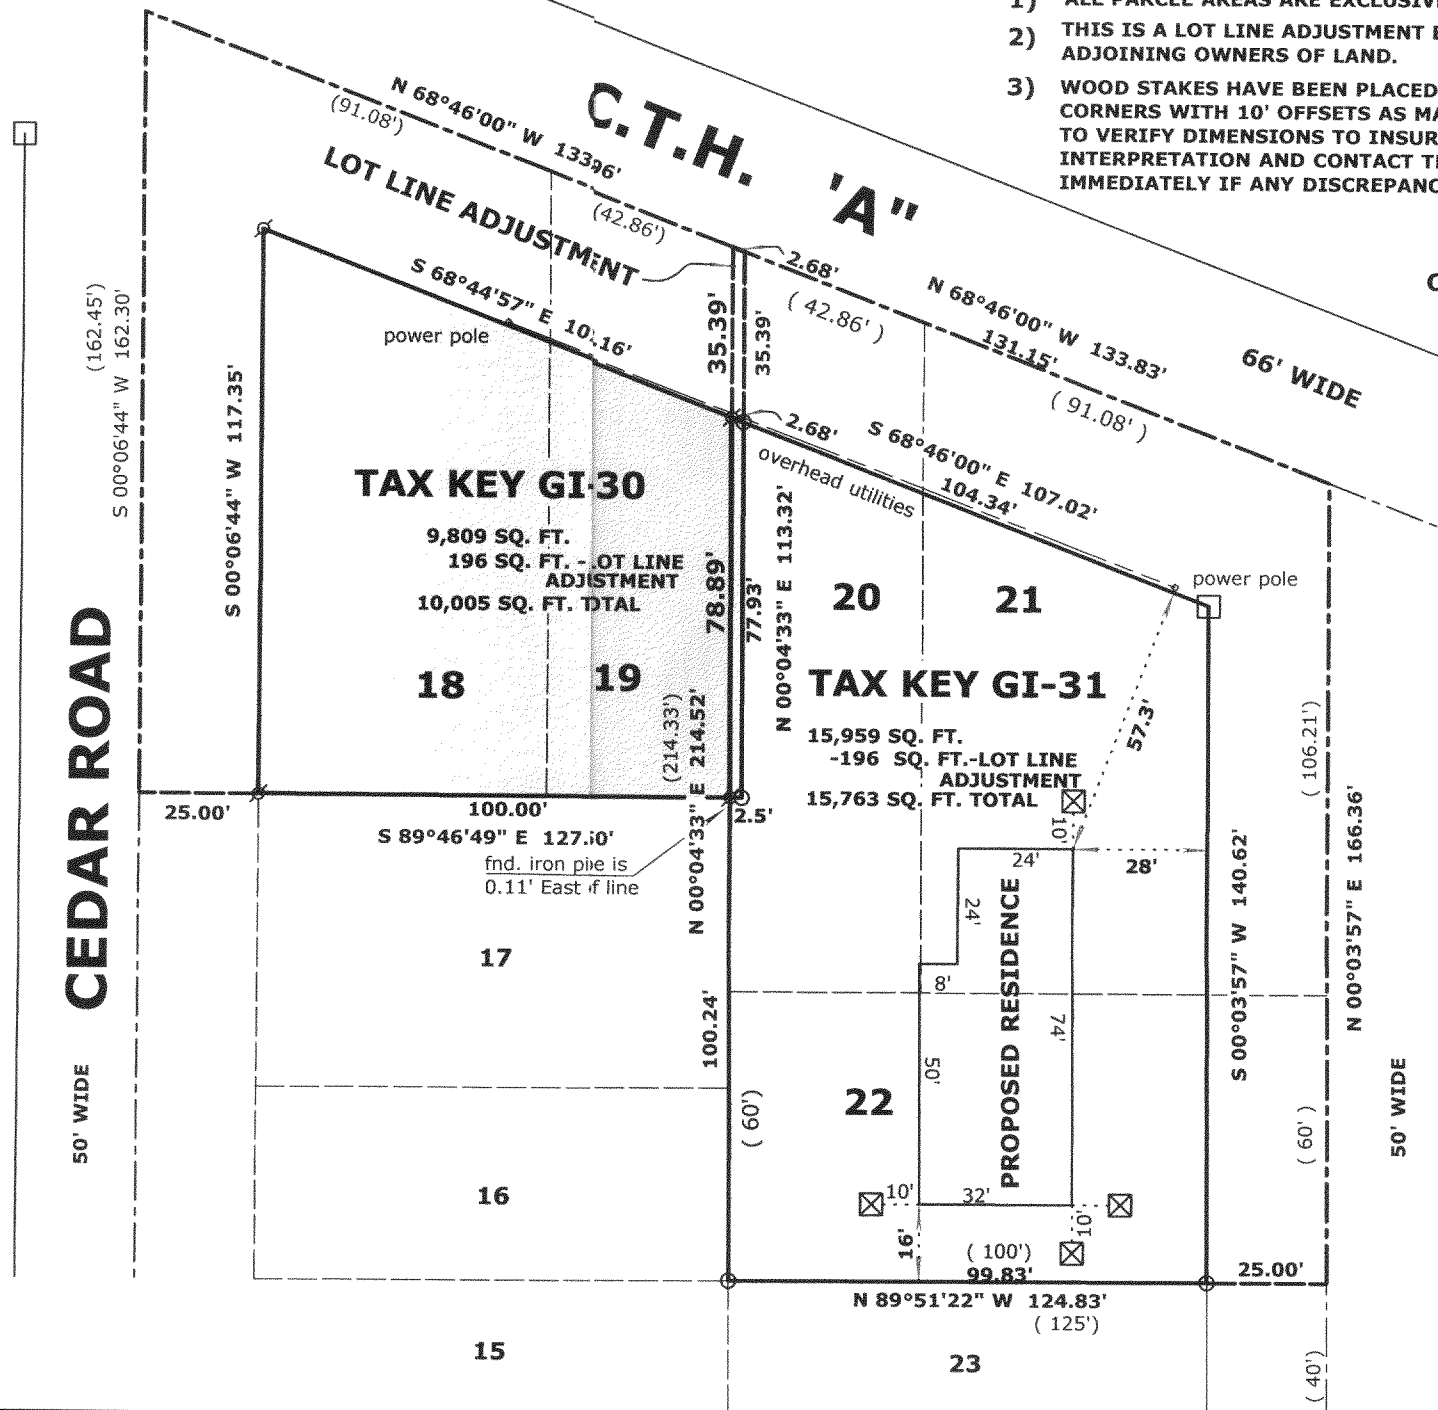 1) ALL PARCEL AREAS ARE EXCLUSIV
2) THIS IS A LOT LINE ADJUSTMENT
ADJOINING OWNERS OF LAND.
3) WOOD STAKES HAVE BEEN PLACED
CORNERS WITH 10' OFFSETS AS MA
TO VERIFY DIMENSIONS TO INSUR
INTERPRETATION AND CONTACT T
IMMEDIATELY IF ANY DISCREPANC
C.T.H. 'A"
66' WIDE
N 68°46'00" W 133.96'
(91.08')
(42.86')
LOT LINE ADJUSTMENT
S 68°44'57" E
power pole
2.68'
( 42.86' )
N 68°46'00" W 133.83'
131.15'
( 91.08' )
35.39'
35.39'
2.68'
S 68°46'00" E 107.02'
104.34'
overhead utilities
power pole
(162.45')
S 00°06'44" W 162.30'
S 00°06'44" W 117.35'
TAX KEY GI-30
9,809 SQ. FT.
196 SQ. FT. - LOT LINE
ADJUSTMENT
10,005 SQ. FT. TOTAL
18
19
78.89'
77.93'
N 00°04'33" E 113.32'
(214.33')
N 00°04'33" E 214.52'
20
21
TAX KEY GI-31
15,959 SQ. FT.
-196 SQ. FT.-LOT LINE
ADJUSTMENT
15,763 SQ. FT. TOTAL
57.3'
( 106.21')
N 00°03'57" E 166.36'
S 00°03'57" W 140.62'
CEDAR ROAD
50' WIDE
25.00'
100.00'
2.5'
S 89°46'49" E
fnd. iron
0.11' East of line
10'
24'
28'
24'
8'
PROPOSED RESIDENCE
74'
50'
17
100.24'
( 60')
22
16
10'
32'
10'
16'
( 100')
99.83'
25.00'
( 60')
50' WIDE
N 89°51'22" W 124.83'
( 125')
15
23
( 40')